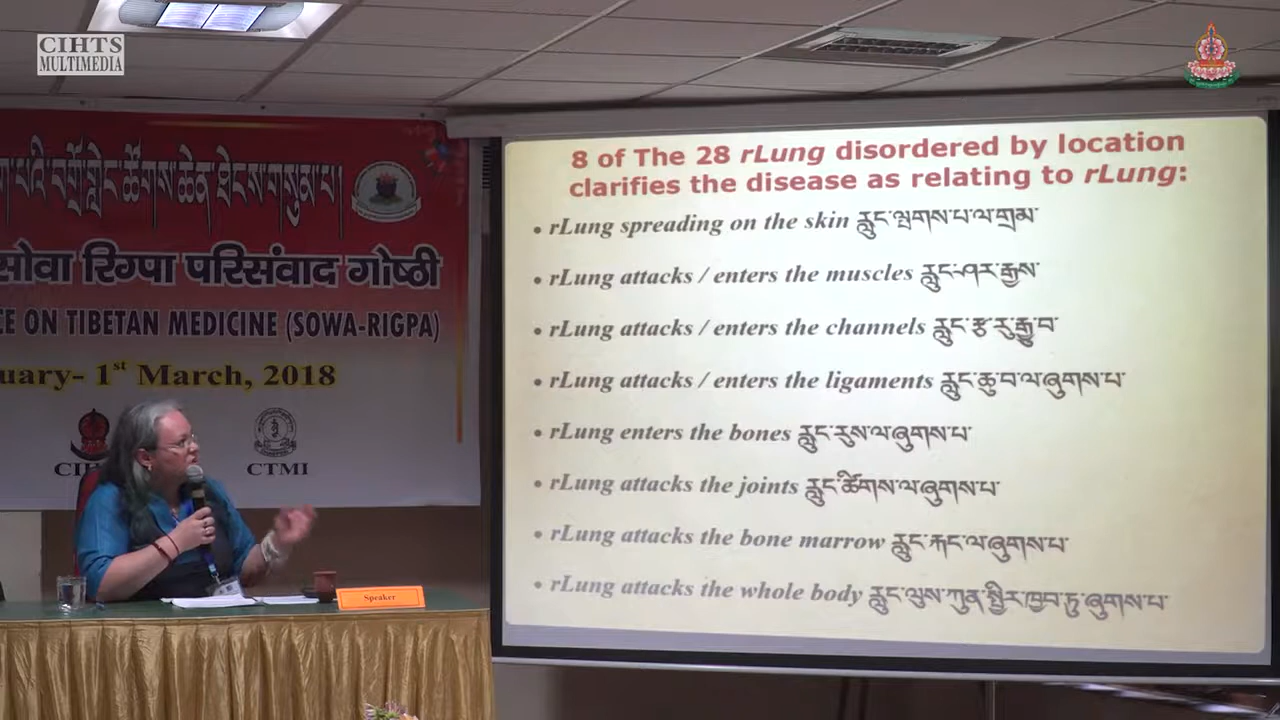 CIHTS
MULTIMEDIA
སོवा रिग्पा परिसंवाद गोष्ठी
CE ON TIBETAN MEDICINE (SOWA-RIGPA)
uary- 1st March, 2018
CIH
CTMI
Speaker
8 of The 28 rLung disordered by location
clarifies the disease as relating to rLung:
• rLung spreading on the skin རླུང་ལྤགས་པ་ལ་གྲམ་
• rLung attacks / enters the muscles རླུང་ཤར་རྒྱས་
• rLung attacks / enters the channels རླུང་རྩ་རུ་རྒྱུ་བ་
• rLung attacks / enters the ligaments རླུང་ཆུ་བ་ལ་ཞུགས་པ་
• rLung enters the bones རླུང་རུས་ལ་ཞུགས་པ་
• rLung attacks the joints རླུང་ཚིགས་ལ་ཞུགས་པ་
• rLung attacks the bone marrow རླུང་རྐང་ལ་ཞུགས་པ་
• rLung attacks the whole body རླུང་ལུས་ཀུན་སྤྱིར་ཁྱབ་ཏུ་ཞུགས་པ་